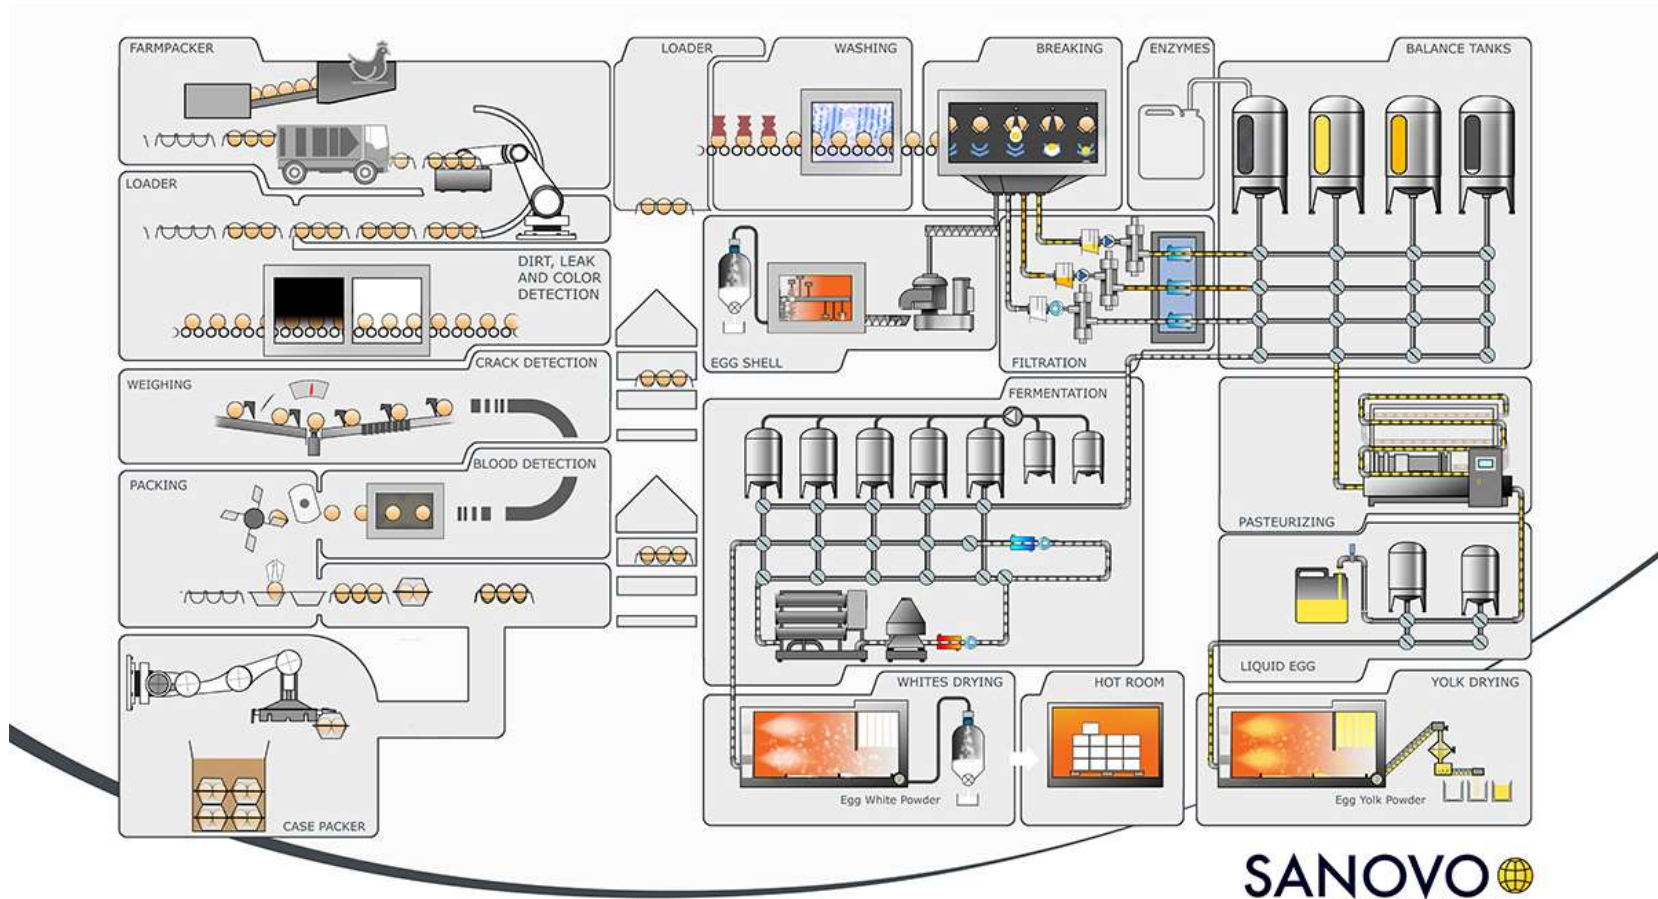 FARMPACKER
LOADER
DIRT, LEAK
AND COLOR
DETECTION
CRACK DETECTION
WEIGHING
BLOOD DETECTION
PACKING
CASE PACKER
LOADER
WASHING
BREAKING
ENZYMES
BALANCE TANKS
EGG SHELL
FILTRATION
FERMENTATION
PASTEURIZING
LIQUID EGG
WHITES DRYING
Egg White Powder
HOT ROOM
YOLK DRYING
Egg Yolk Powder
SANOVO